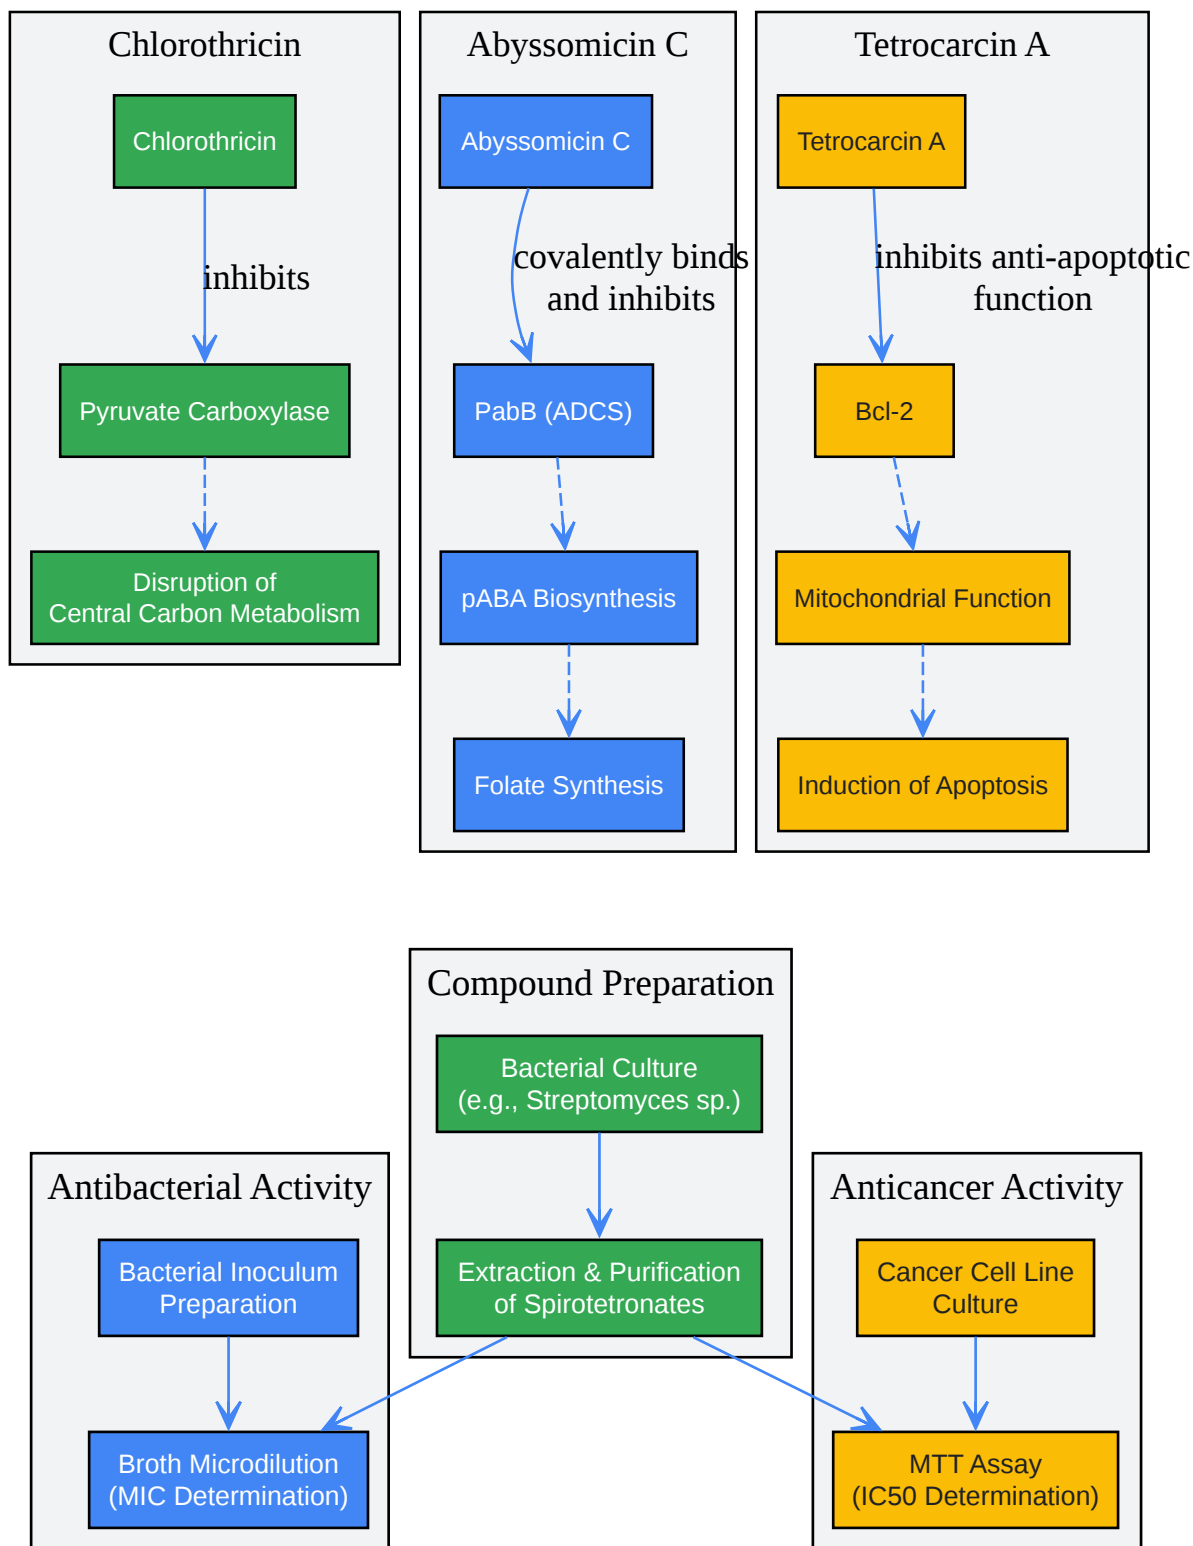 Chlorothricin
Chlorothricin
inhibits
Pyruvate Carboxylase
Disruption of
Central Carbon Metabolism
Abyssomicin C
Abyssomicin C
covalently binds
and inhibits
PabB (ADCS)
pABA Biosynthesis
Folate Synthesis
Tetrocarcin A
Tetrocarcin A
inhibits anti-apoptotic
function
Bcl-2
Mitochondrial Function
Induction of Apoptosis
Compound Preparation
Bacterial Culture
(e.g., Streptomyces sp.)
Extraction & Purification
of Spirotetronates
Antibacterial Activity
Bacterial Inoculum
Preparation
Broth Microdilution
(MIC Determination)
Anticancer Activity
Cancer Cell Line
Culture
MTT Assay
(IC50 Determination)